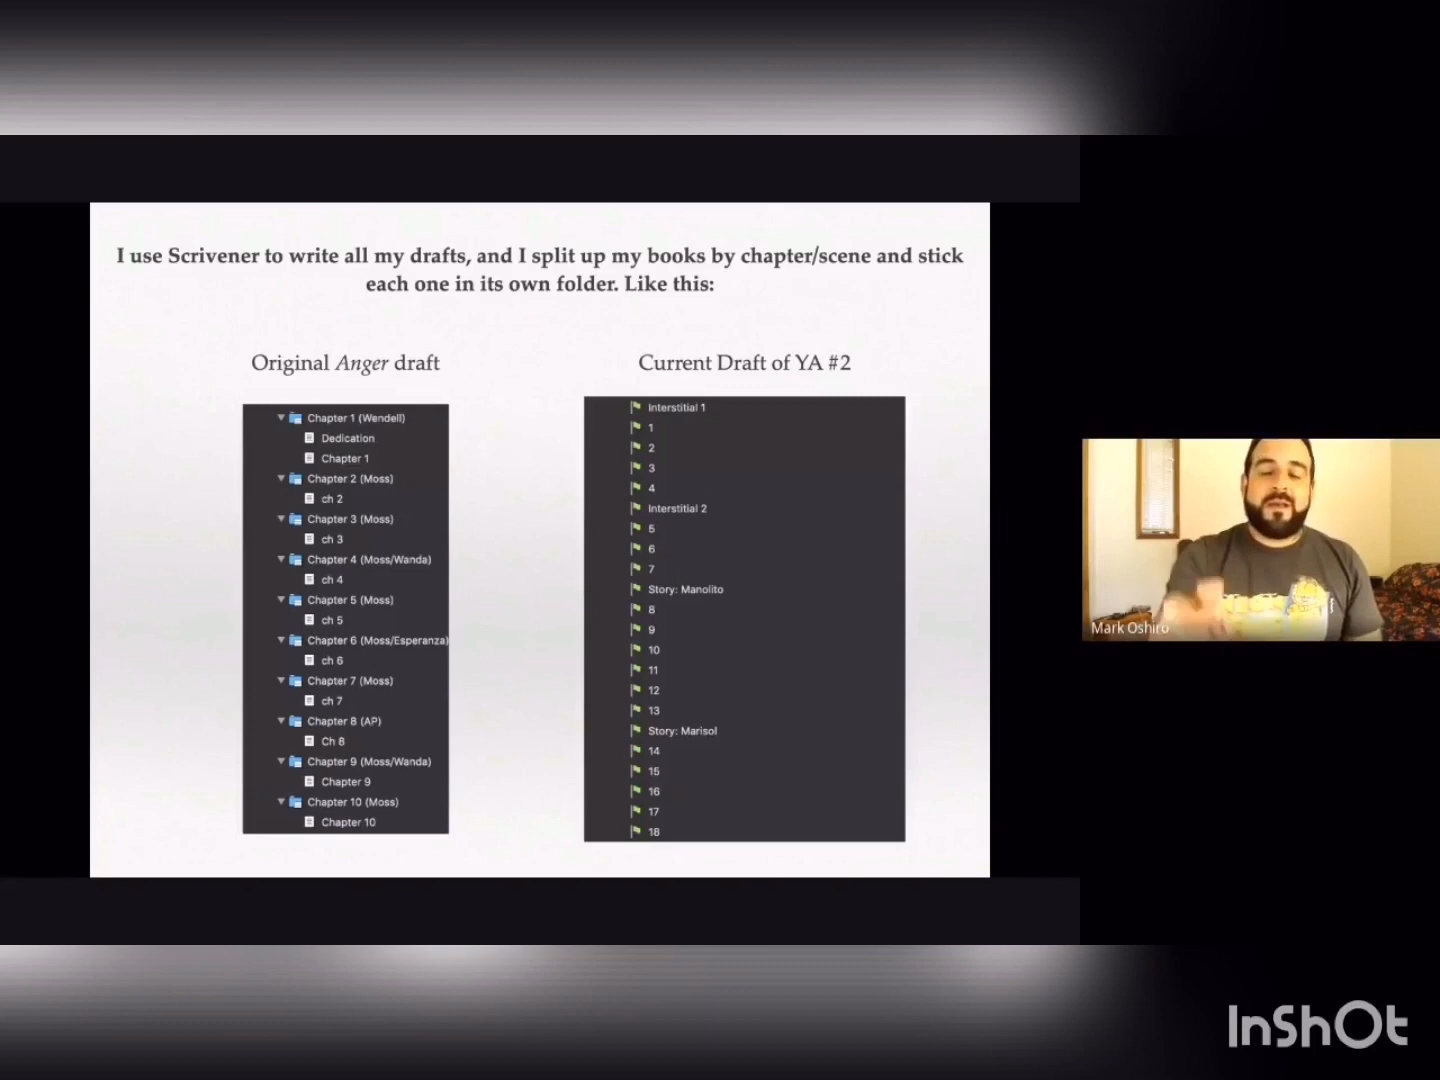 I use Scrivener to write all my drafts, and I split up my books by chapter/scene and stick
each one in its own folder. Like this:
Original Anger draft
Chapter 1 (Wendell)
Dedication
Chapter 1
Chapter 2 (Moss)
ch 2
Chapter 3 (Moss)
ch 3
Chapter 4 (Moss/Wanda)
ch 4
Chapter 5 (Moss)
ch 5
Chapter 6 (Moss/Esperanza)
ch 6
Chapter 7 (Moss)
ch 7
Chapter 8 (AP)
Ch 8
Chapter 9 (Moss/Wanda)
Chapter 9
Chapter 10 (Moss)
Chapter 10
Current Draft of YA #2
Interstitial 1
1
2
3
4
Interstitial 2
5
6
7
Story: Manolito
8
9
10
11
12
13
Story: Marisol
14
15
16
17
18
Mark Oshiro
InShOt